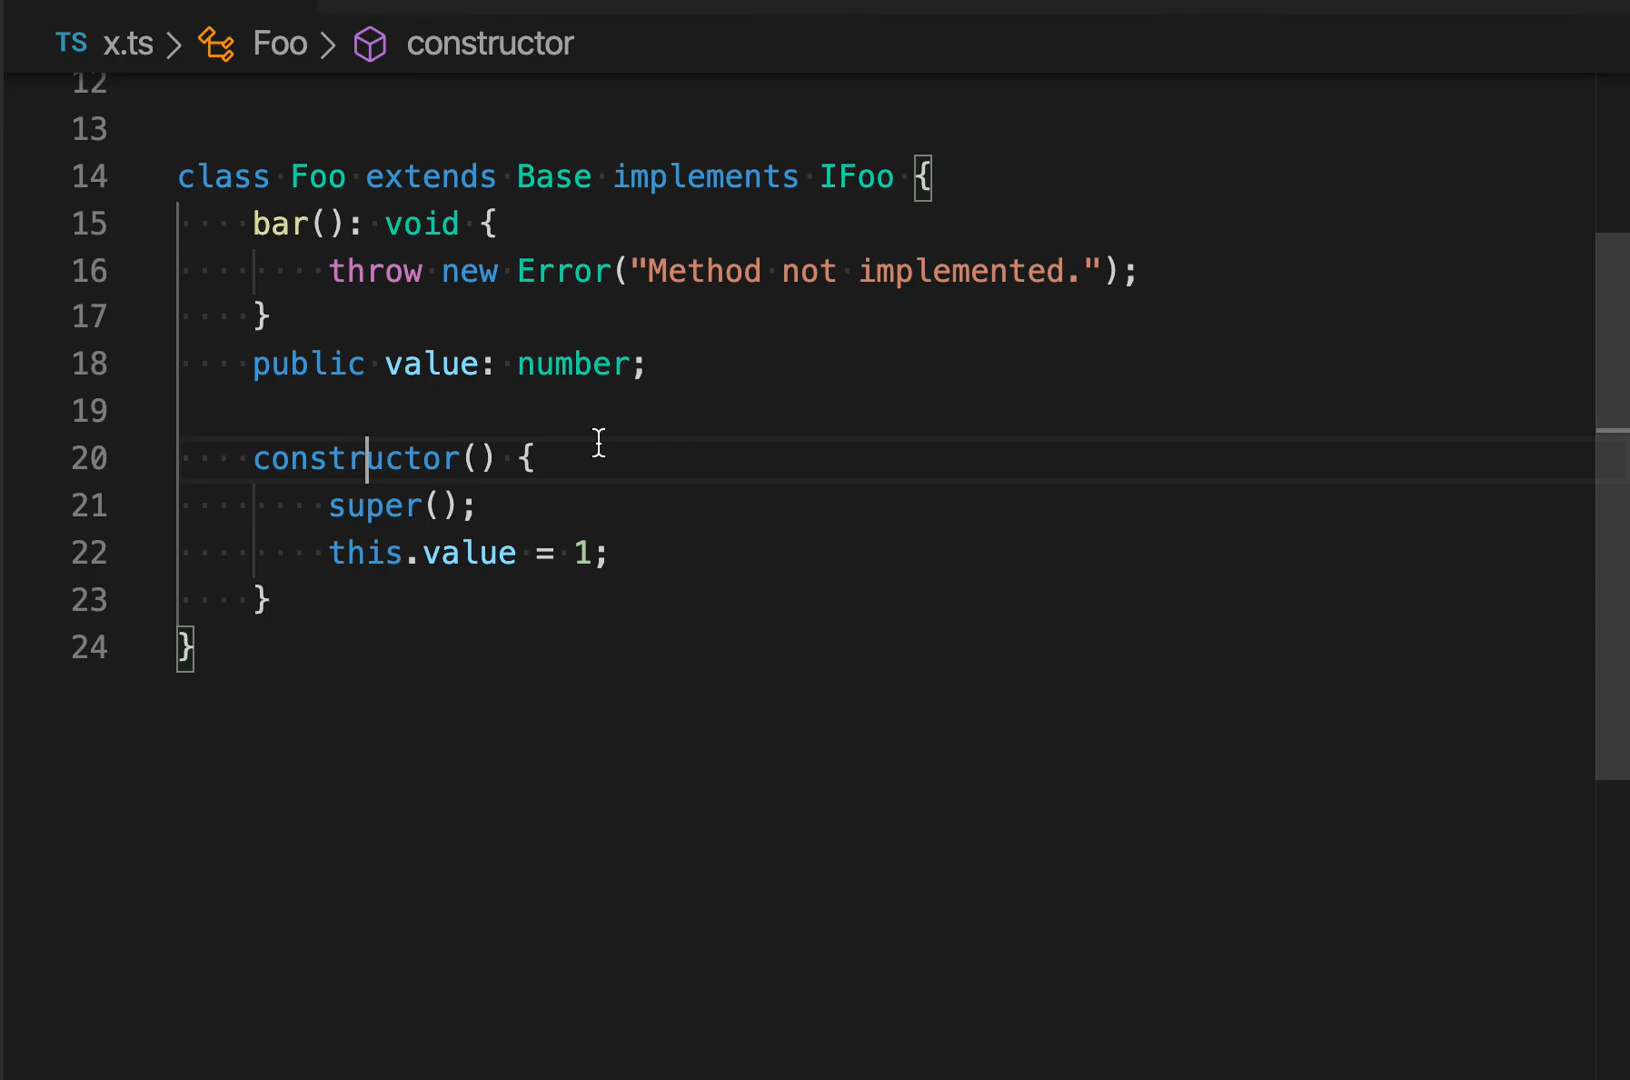 TS x.ts > Foo > constructor
12
13
14 class Foo extends Base implements IFoo {
15     bar(): void {
16         throw new Error("Method not implemented.");
17     }
18     public value: number;
19
20     constructor() {
21         super();
22         this.value = 1;
23     }
24 }